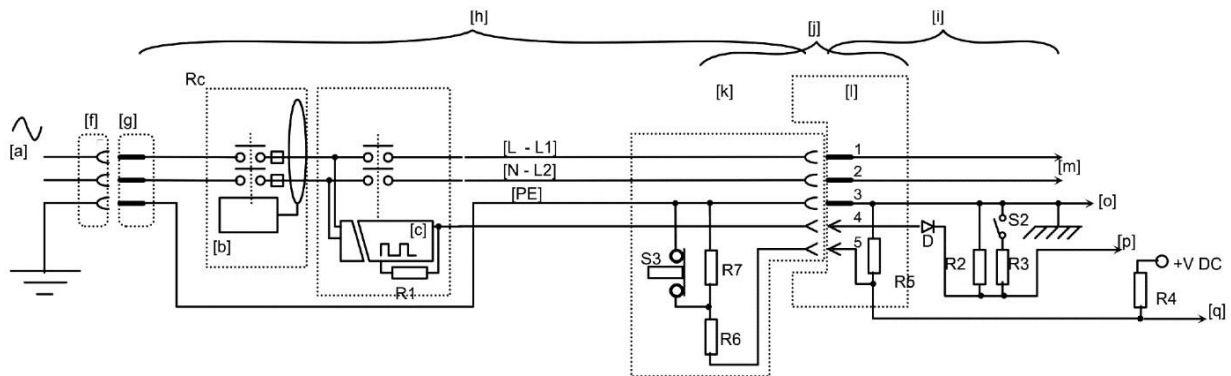 [h]
[i]
[j]
[k]
[l]
Rc
[f]
[g]
[a]
[L - L1]
1
[N - L2]
2
[m]
[PE]
3
[o]
[b]
[c]
4
S2
D
[p]
5
S3
R7
R2
R3
+V DC
R1
R5
R4
[q]
R6